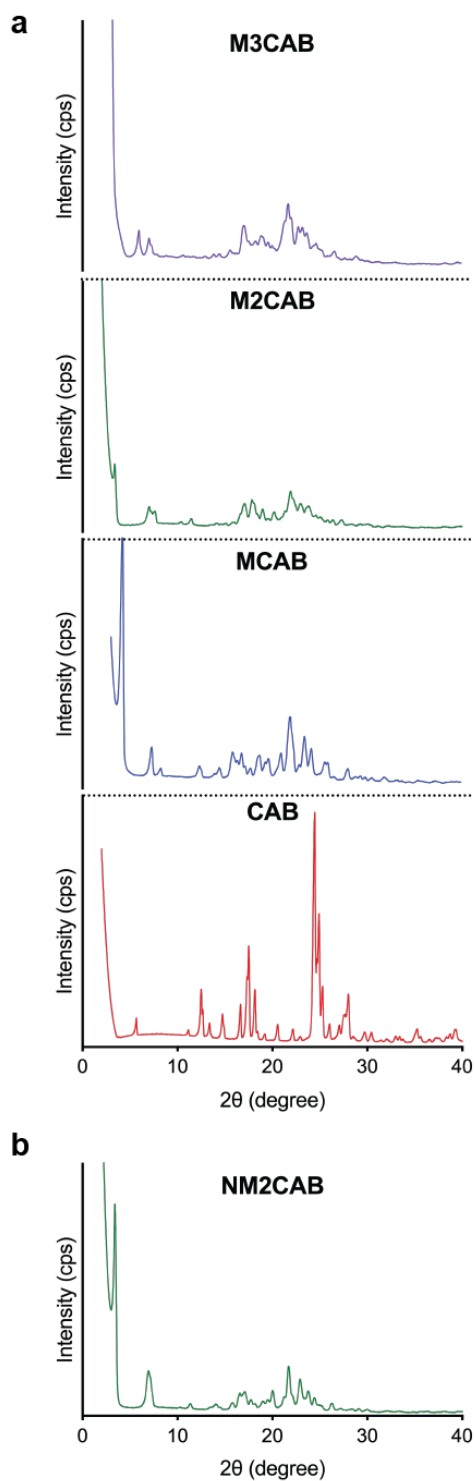 a
M3CAB
Intensity (cps)
M2CAB
Intensity (cps)
MCAB
Intensity (cps)
CAB
Intensity (cps)
0 10 20 30 40
2θ (degree)
b
NM2CAB
Intensity (cps)
0 10 20 30 40
2θ (degree)